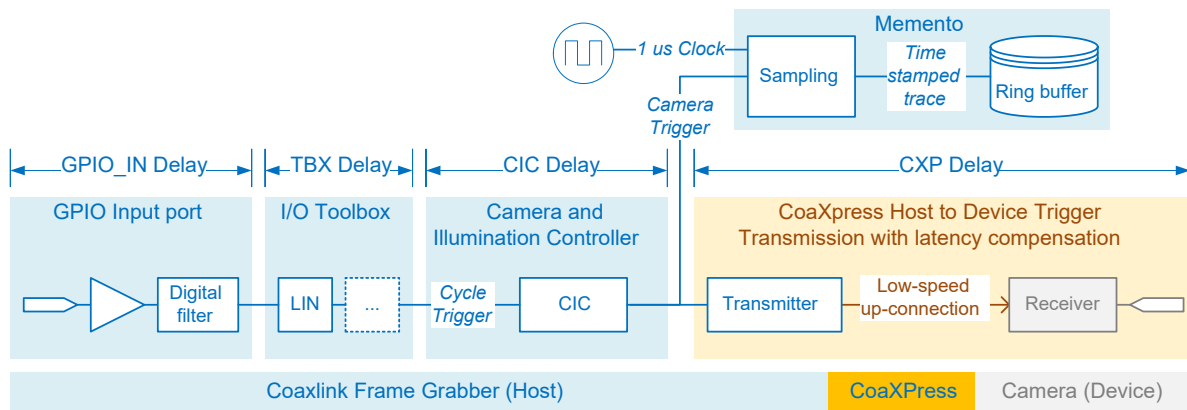 Memento
1 us Clock
Sampling
Time
stamped
trace
Ring buffer
Camera
Trigger
GPIO_IN Delay
TBX Delay
CIC Delay
CXP Delay
GPIO Input port
I/O Toolbox
Camera and
Illumination Controller
CoaXpress Host to Device Trigger
Transmission with latency compensation
Digital
filter
LIN
...
Cycle
Trigger
CIC
Transmitter
Low-speed
up-connection
Receiver
Coaxlink Frame Grabber (Host)
CoaXPress
Camera (Device)